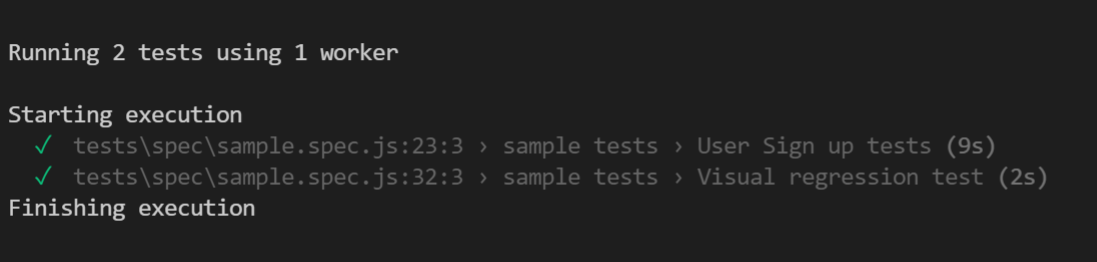 Running 2 tests using 1 worker
Starting execution
✓ tests\spec\sample.spec.js:23:3 › sample tests › User Sign up tests (9s)
✓ tests\spec\sample.spec.js:32:3 › sample tests › Visual regression test (2s)
Finishing execution